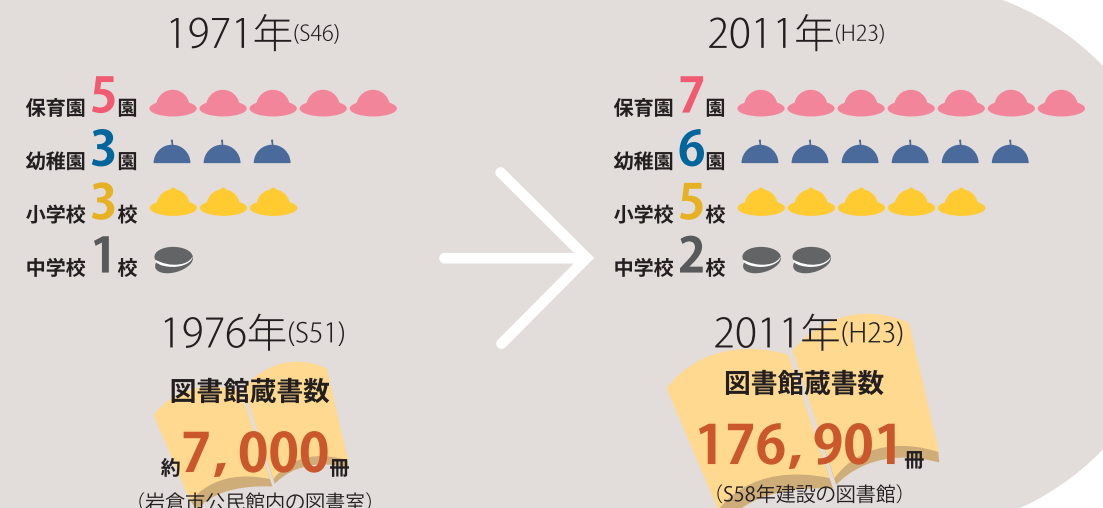 1971年(S46)
保育園 5園
幼稚園 3園
小学校 3校
中学校 1校
1976年(S51)
図書館蔵書数
約7,000冊
（岩倉市公民館内の図書室）
2011年(H23)
保育園 7園
幼稚園 6園
小学校 5校
中学校 2校
2011年(H23)
図書館蔵書数
176,901冊
（S58年建設の図書館）